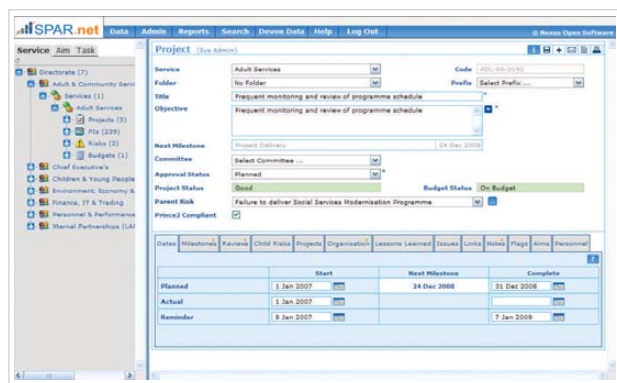 SPAR.net Data Admin Reports Search Devon Data Help Log Out © Nexus Open Software
Service Aim Task
Directorate (7)
Adult & Community Servi
Services (1)
Adult Services
Projects (3)
PIs (239)
Risks (2)
Budgets (1)
Chief Executive's
Children & Young People
Environment, Economy &
Finance, IT & Trading
Personnel & Performance
Xternal Partnerships (LA
Project (Sys Admin)
Service Adult Services Code ADL-PA-0192
Folder No Folder Prefix Select Prefix ...
Title Frequent monitoring and review of programme schedule *
Objective Frequent monitoring and review of programme schedule *
Next Milestone Project Delivery 24 Dec 2008
Committee Select Committee ...
Approval Status Planned *
Project Status Good Budget Status On Budget
Parent Risk Failure to deliver Social Services Modernisation Programme
Prince2 Compliant
Dates Milestones Reviews Child Risks Projects Organisation Lessons Learned Issues Links Notes Flags Aims Personnel
?
Start Next Milestone Complete
Planned 1 Jan 2007 24 Dec 2008 31 Dec 2008
Actual 1 Jan 2007
Reminder 8 Jan 2007 7 Jan 2009